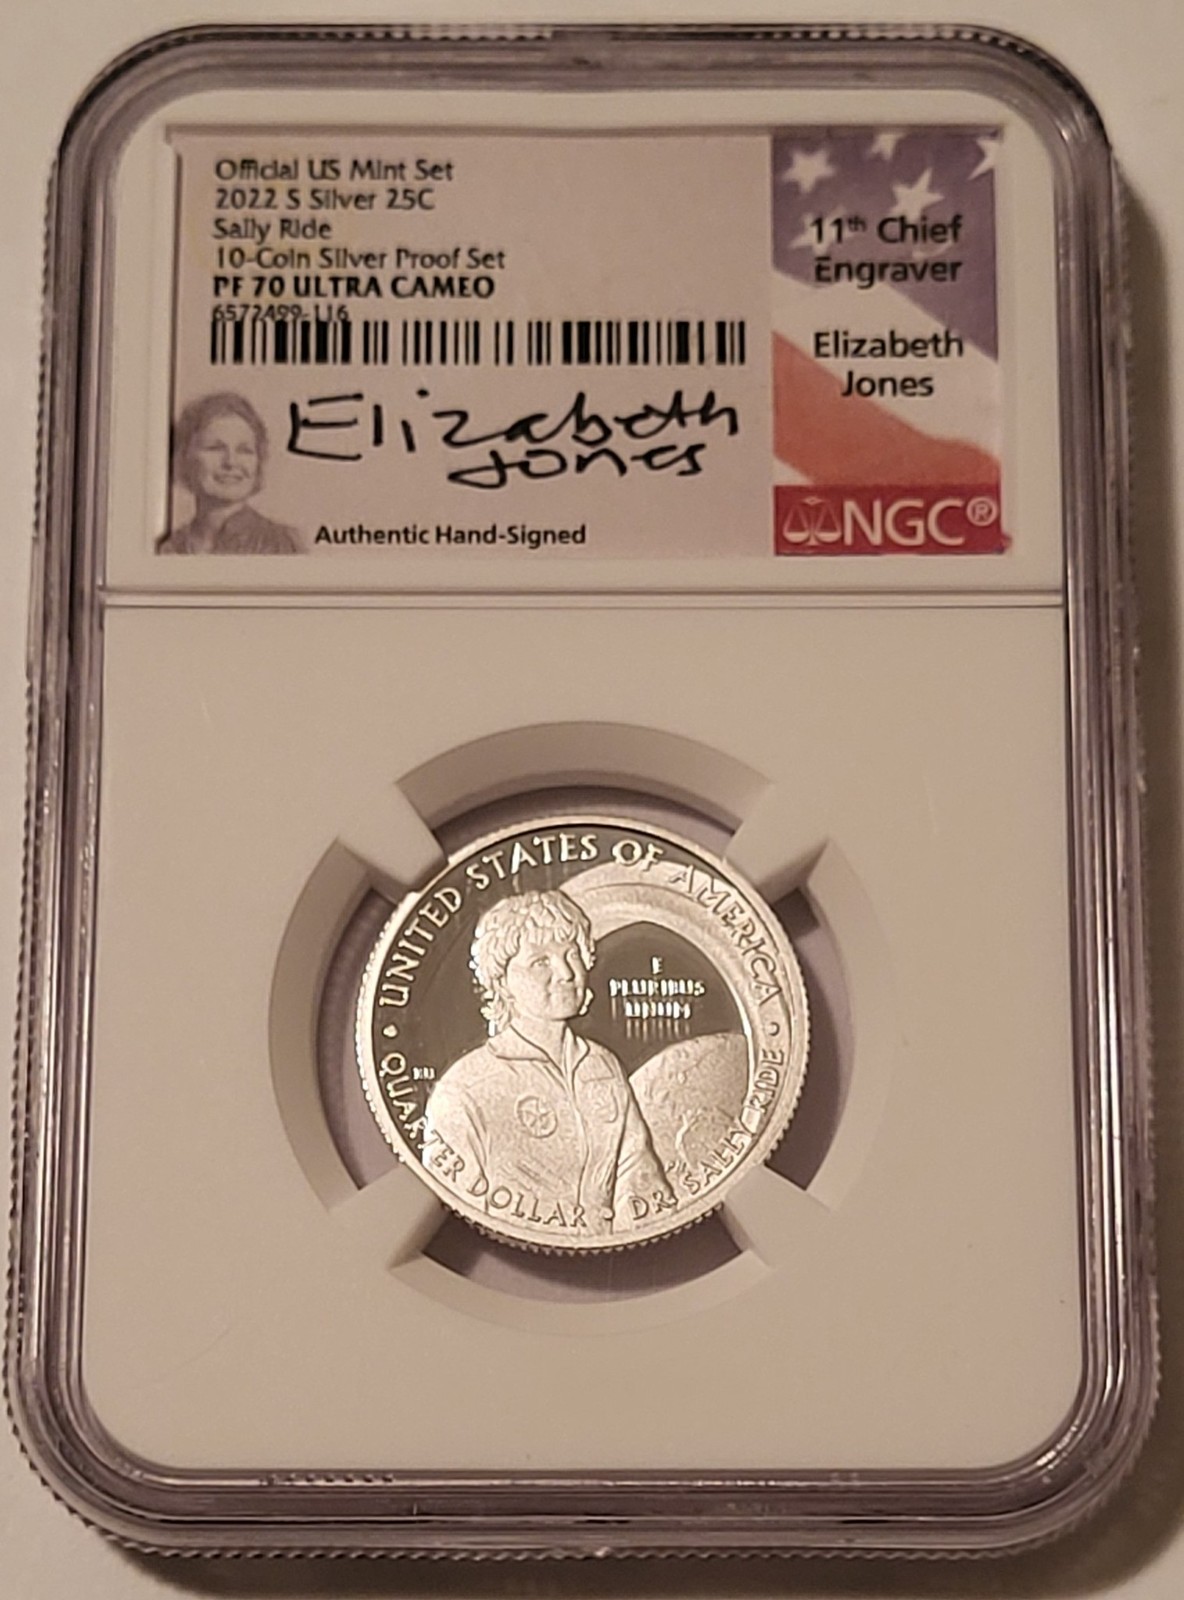 Official US Mint Set
2022 S Silver 25C
Sally Ride
10-Coin Silver Proof Set
PF 70 ULTRA CAMEO
6572499-116
Elizabeth
Jones
Authentic Hand-Signed
11th Chief
Engraver
Elizabeth
Jones
NGC®
UNITED STATES OF AMERICA
E
PLURIBUS
UNUM
QUARTER DOLLAR • DR. SALLY RIDE